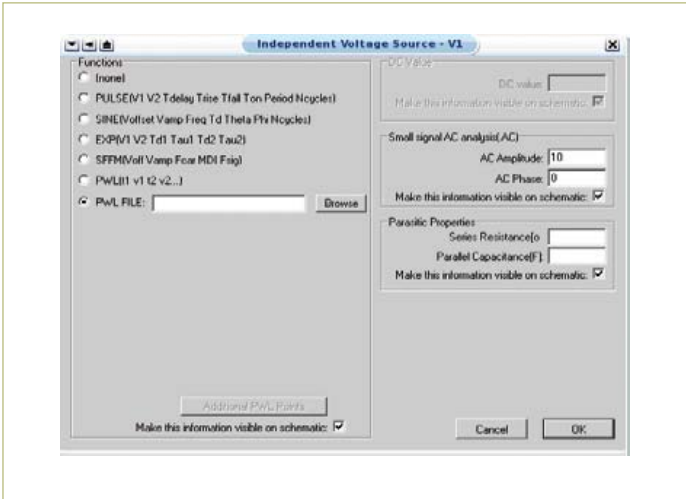 Independent Voltage Source - V1
Functions
(none)
PULSE(V1 V2 Tdelay Trise Tfall Ton Period Ncycles)
SINE(Voffset Vamp Freq Td Theta Phi Ncycles)
EXP(V1 V2 Td1 Tau1 Td2 Tau2)
SFFM(Voff Vamp Fcar MDI Fsig)
PWL(t1 v1 t2 v2...)
PWL FILE:
Browse
Additional PWL Points
Make this information visible on schematic:
DC Value
DC value:
Make this information visible on schematic:
Small signal AC analysis(.AC)
AC Amplitude: 10
AC Phase: 0
Make this information visible on schematic:
Parasitic Properties
Series Resistance[o
Parallel Capacitance[F]:
Make this information visible on schematic:
Cancel
OK